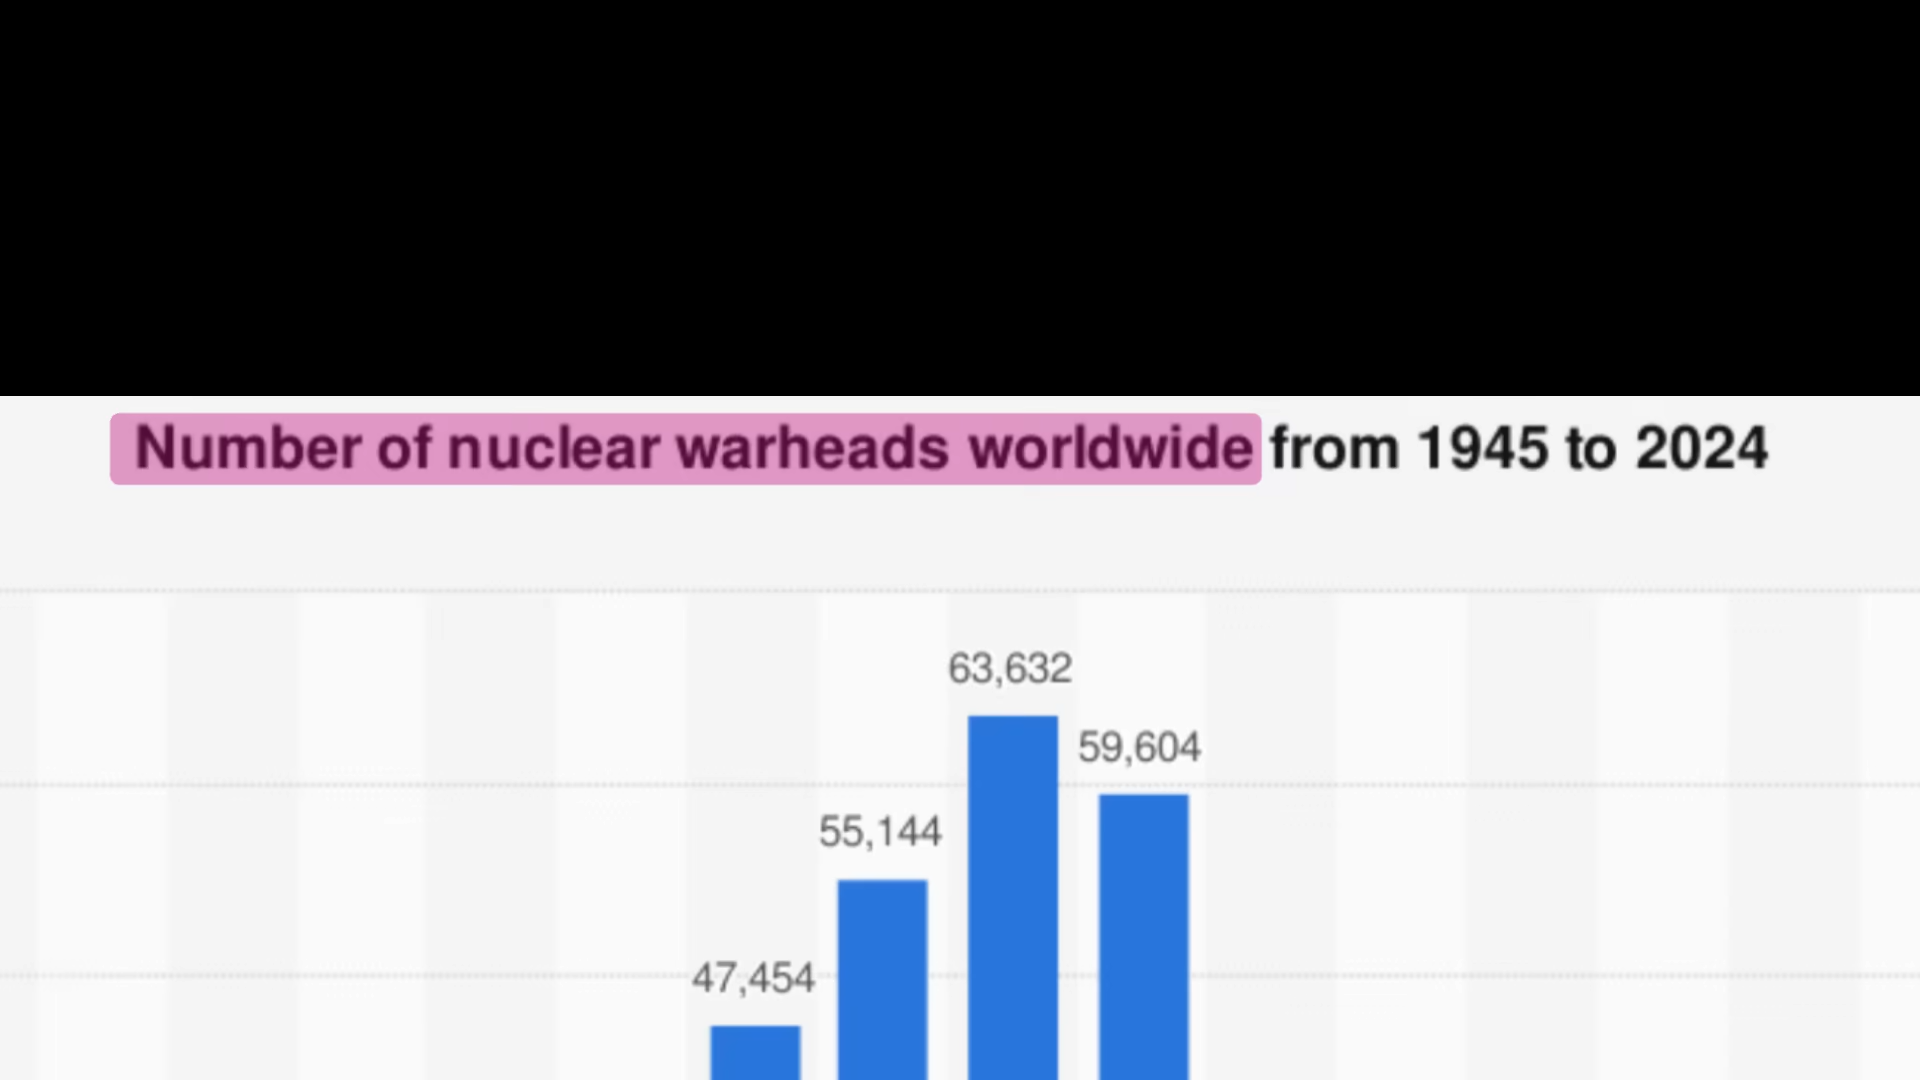 Number of nuclear warheads worldwide from 1945 to 2024
63,632
59,604
55,144
47,454